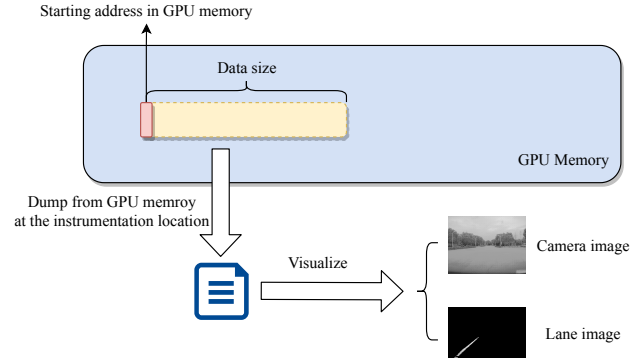 Starting address in GPU memory
Data size
GPU Memory
Dump from GPU memroy
at the instrumentation location
Visualize
Camera image
Lane image